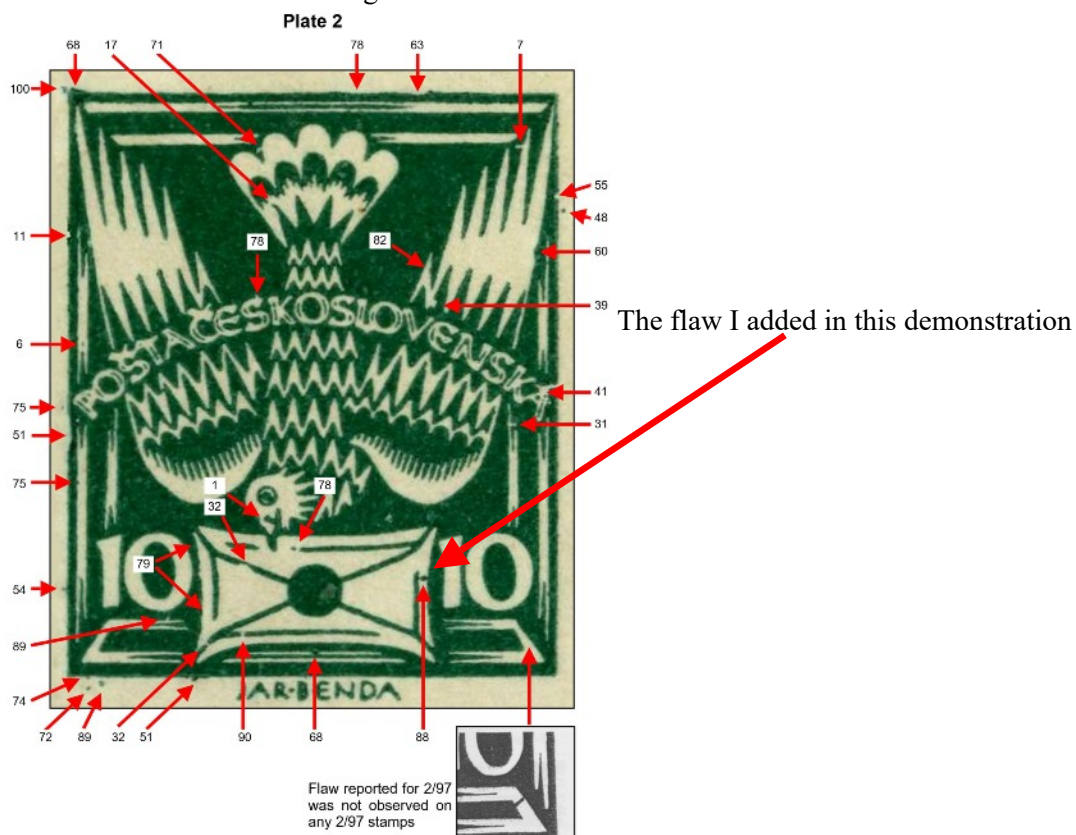 Plate 2
68 17 71 78 63 7
100
55
48
11
78
82
60
39
The flaw I added in this demonstration
6
POŠTA ČESKOSLOVENSKÁ
75
41
51
31
75
1
78
32
10 10
79
54
89
JAR·BENDA
74
72 89 32 51 90 68 88
Flaw reported for 2/97
was not observed on
any 2/97 stamps